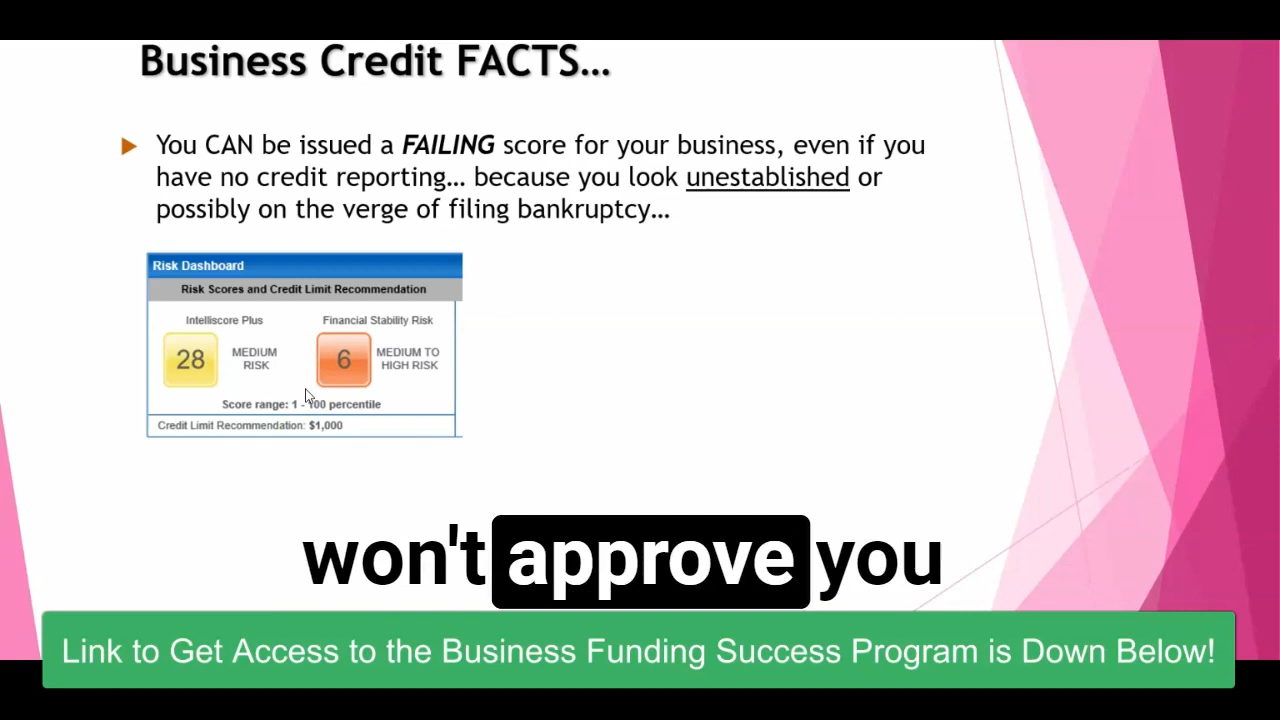 Business Credit FACTS...
You CAN be issued a FAILING score for your business, even if you
have no credit reporting... because you look unestablished or
possibly on the verge of filing bankruptcy...
Risk Dashboard
Risk Scores and Credit Limit Recommendation
Intelliscore Plus
Financial Stability Risk
28
MEDIUM
RISK
6
MEDIUM TO
HIGH RISK
Score range: 1 - 100 percentile
Credit Limit Recommendation: $1,000
won't approve you
Link to Get Access to the Business Funding Success Program is Down Below!